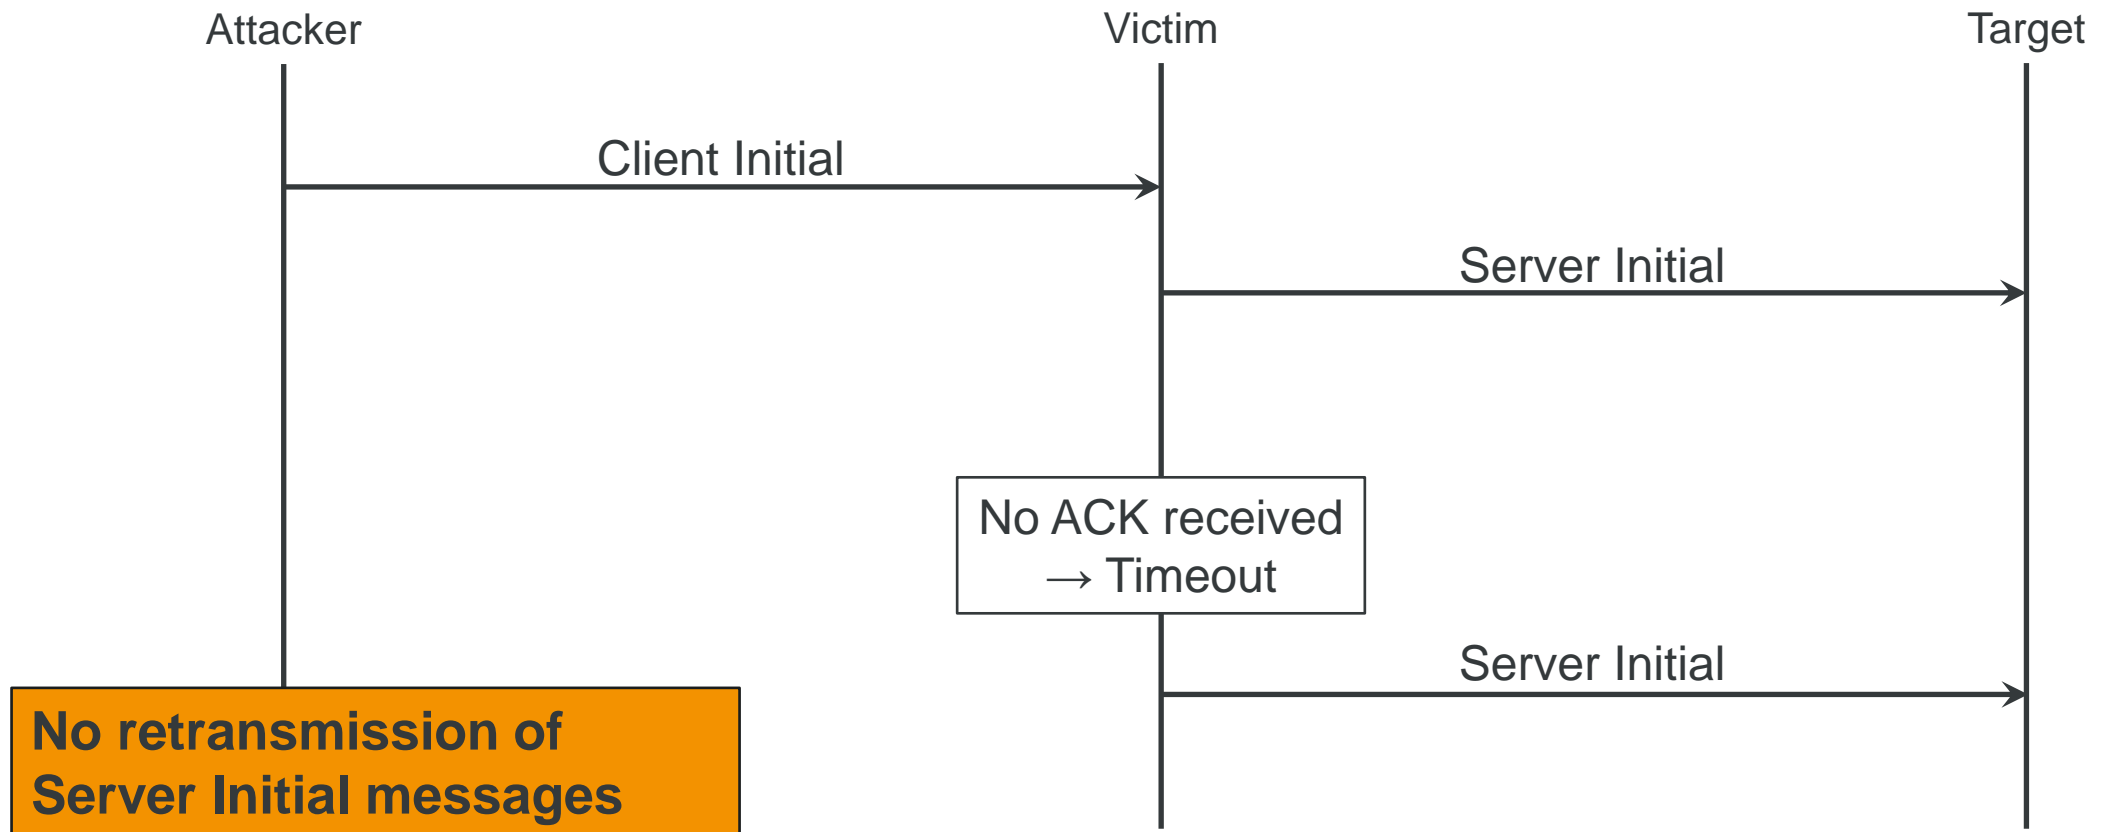 Attacker
Victim
Target
Client Initial
Server Initial
No ACK received
→ Timeout
Server Initial
No retransmission of
Server Initial messages